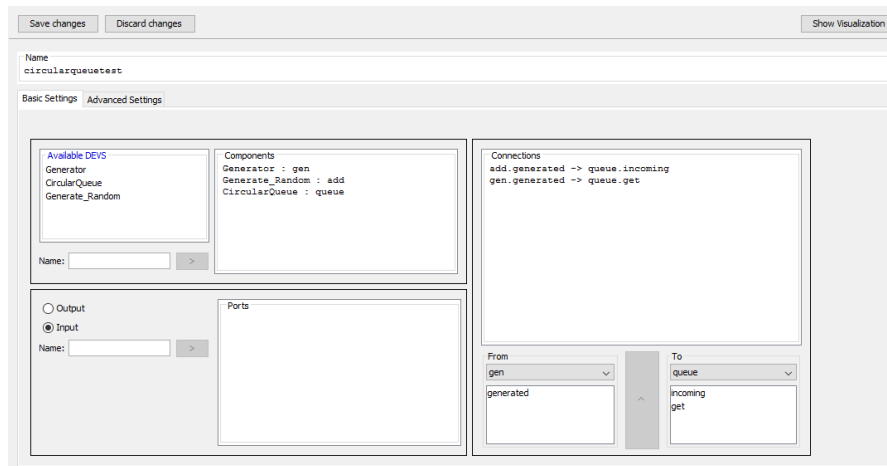 Save changes
Discard changes
Show Visualization
Name
circularqueuetest
Basic Settings
Advanced Settings
Available DEVS
Generator
CircularQueue
Generate_Random
Name:
>
Components
Generator : gen
Generate_Random : add
CircularQueue : queue
Output
Input
Name:
>
Ports
Connections
add.generated -> queue.incoming
gen.generated -> queue.get
From
gen
generated
^
To
queue
incoming
get